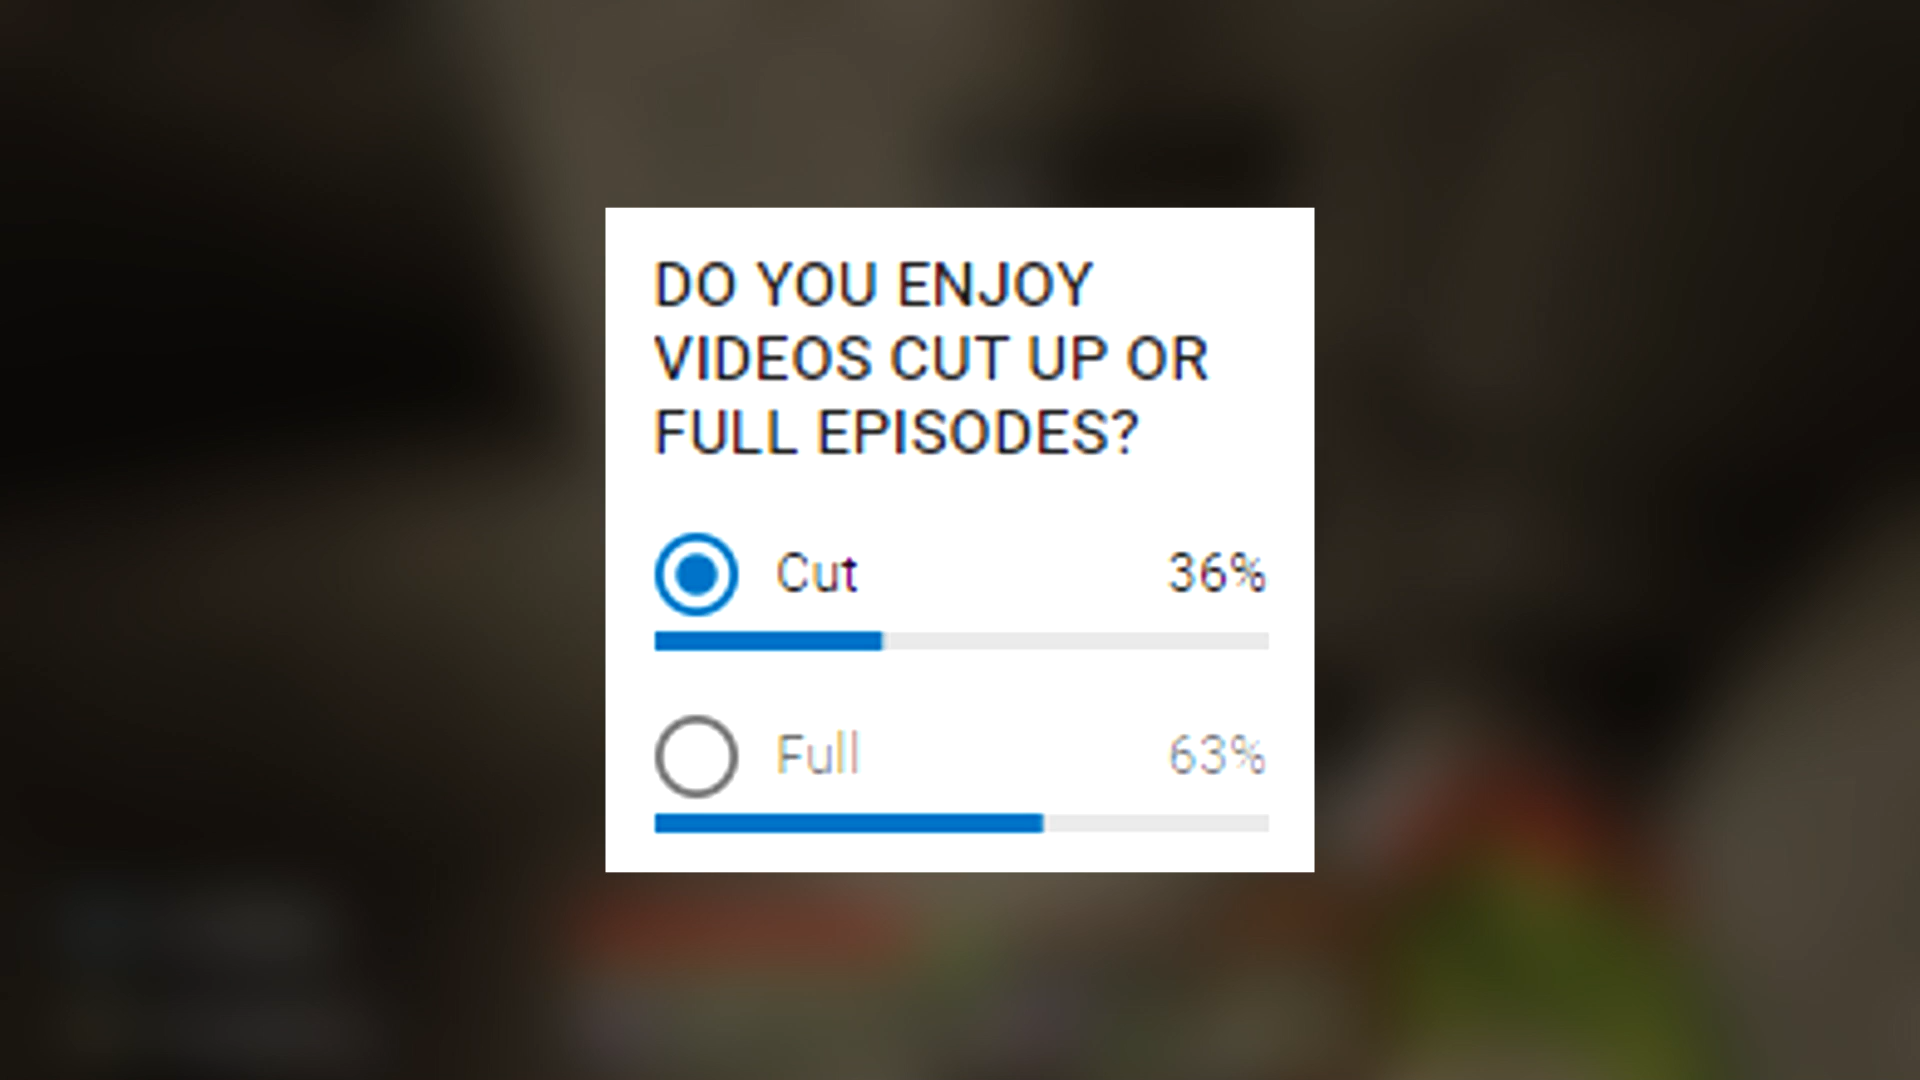 DO YOU ENJOY
VIDEOS CUT UP OR
FULL EPISODES?
Cut 36%
Full 63%